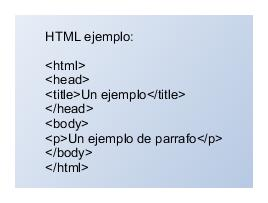 HTML ejemplo:
<html>
<head>
<title>Un ejemplo</title>
</head>
<body>
<p>Un ejemplo de parrafo</p>
</body>
</html>